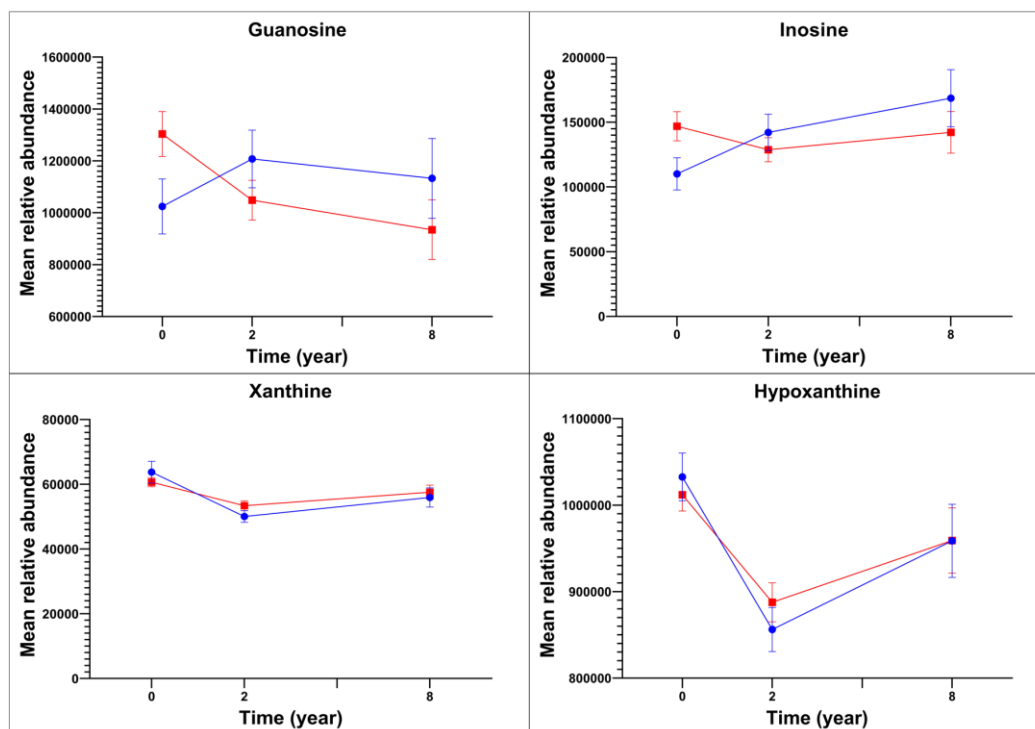 Guanosine
Mean relative abundance
1600000
1400000
1200000
1000000
800000
600000
0
2
8
Time (year)
Inosine
Mean relative abundance
200000
150000
100000
50000
0
0
2
8
Time (year)
Xanthine
Mean relative abundance
80000
60000
40000
20000
0
0
2
8
Time (year)
Hypoxanthine
Mean relative abundance
1100000
1000000
900000
800000
0
2
8
Time (year)